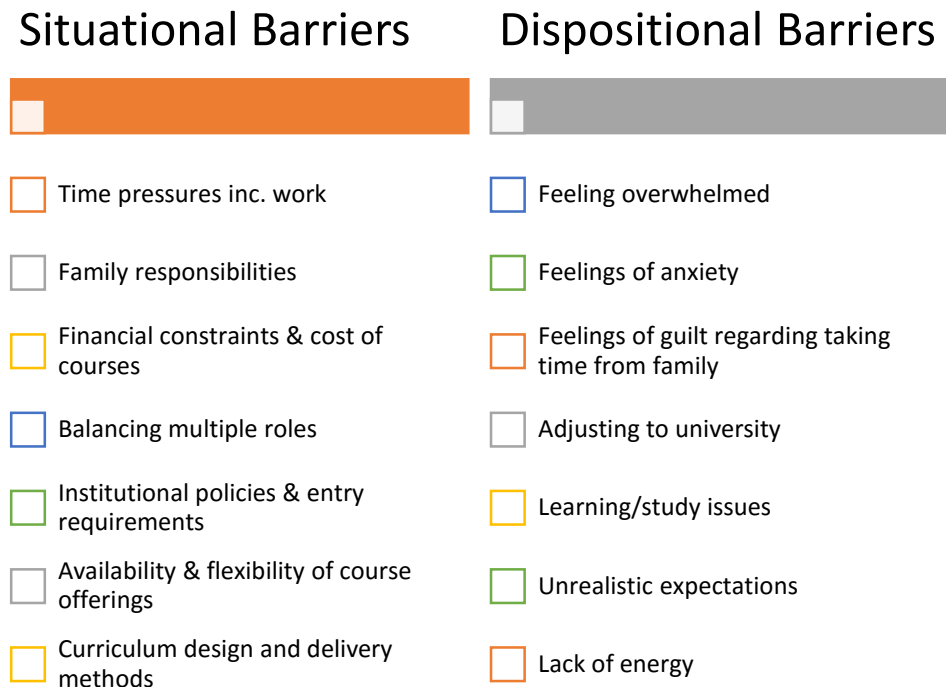 Situational Barriers
Time pressures inc. work
Family responsibilities
Financial constraints & cost of
courses
Balancing multiple roles
Institutional policies & entry
requirements
Availability & flexibility of course
offerings
Curriculum design and delivery
methods
Dispositional Barriers
Feeling overwhelmed
Feelings of anxiety
Feelings of guilt regarding taking
time from family
Adjusting to university
Learning/study issues
Unrealistic expectations
Lack of energy